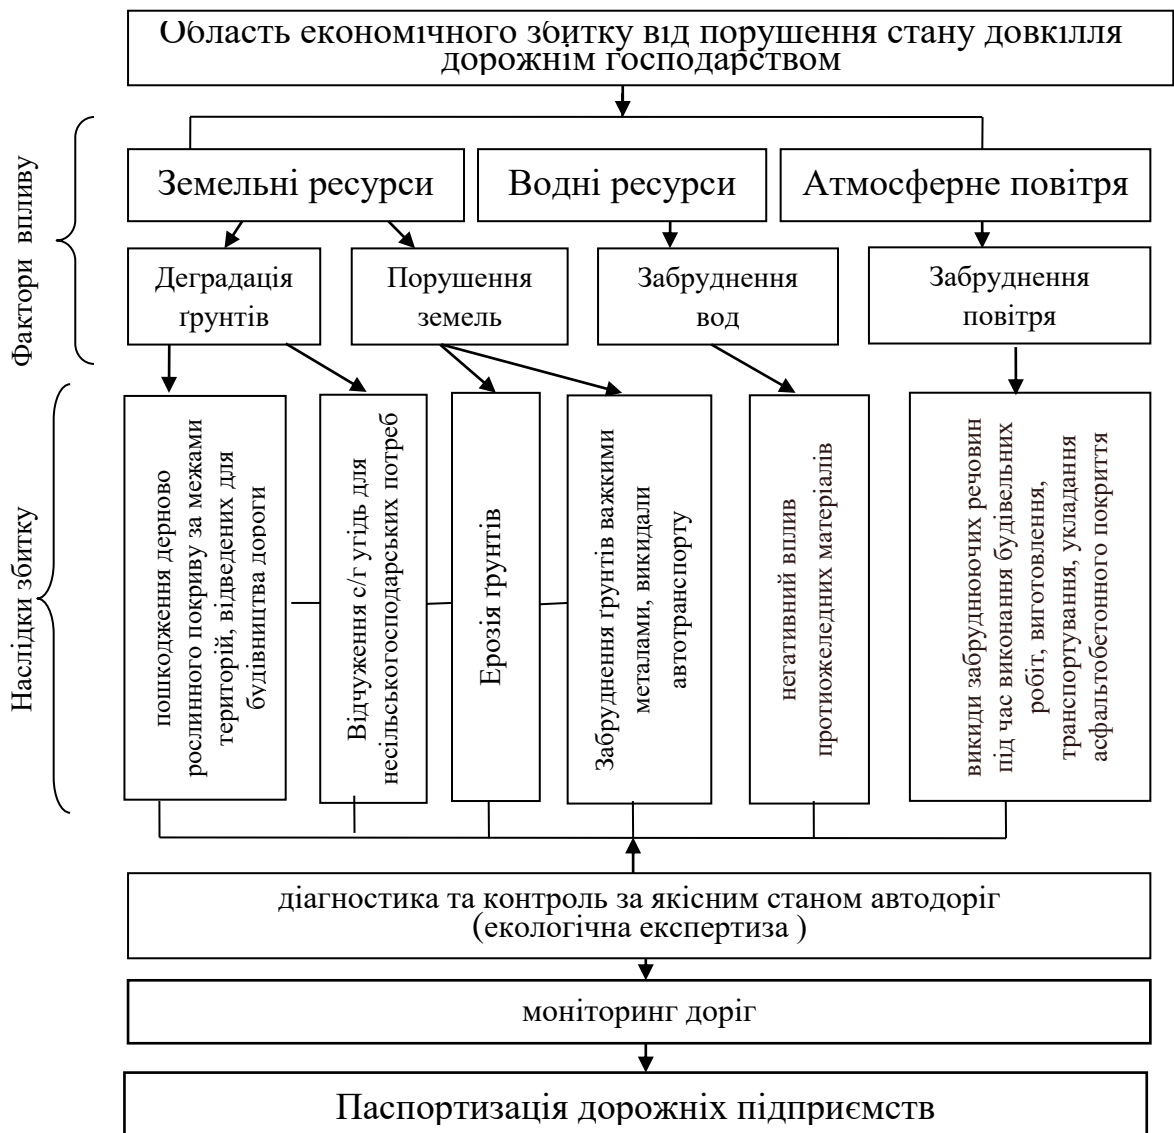 Область економічного збитку від порушення стану довкілля
дорожнім господарством
Фактори впливу
Земельні ресурси
Водні ресурси
Атмосферне повітря
Деградація
ґрунтів
Порушення
земель
Забруднення
вод
Забруднення
повітря
Наслідки збитку
пошкодження дерново
рослинного покриву за межами
територій, відведених для
будівництва дороги
Відчуження с/г угідь для
несільськогосподарських потреб
Ерозія ґрунтів
Забруднення ґрунтів важкими
металами, викидали
автотранспорту
негативний вплив
протиожеледних матеріалів
викиди забруднюючих речовин
під час виконання будівельних
робіт, виготовлення,
транспортування, укладання
асфальтобетонного покриття
діагностика та контроль за якісним станом автодоріг
(екологічна експертиза )
моніторинг доріг
Паспортизація дорожніх підприємств